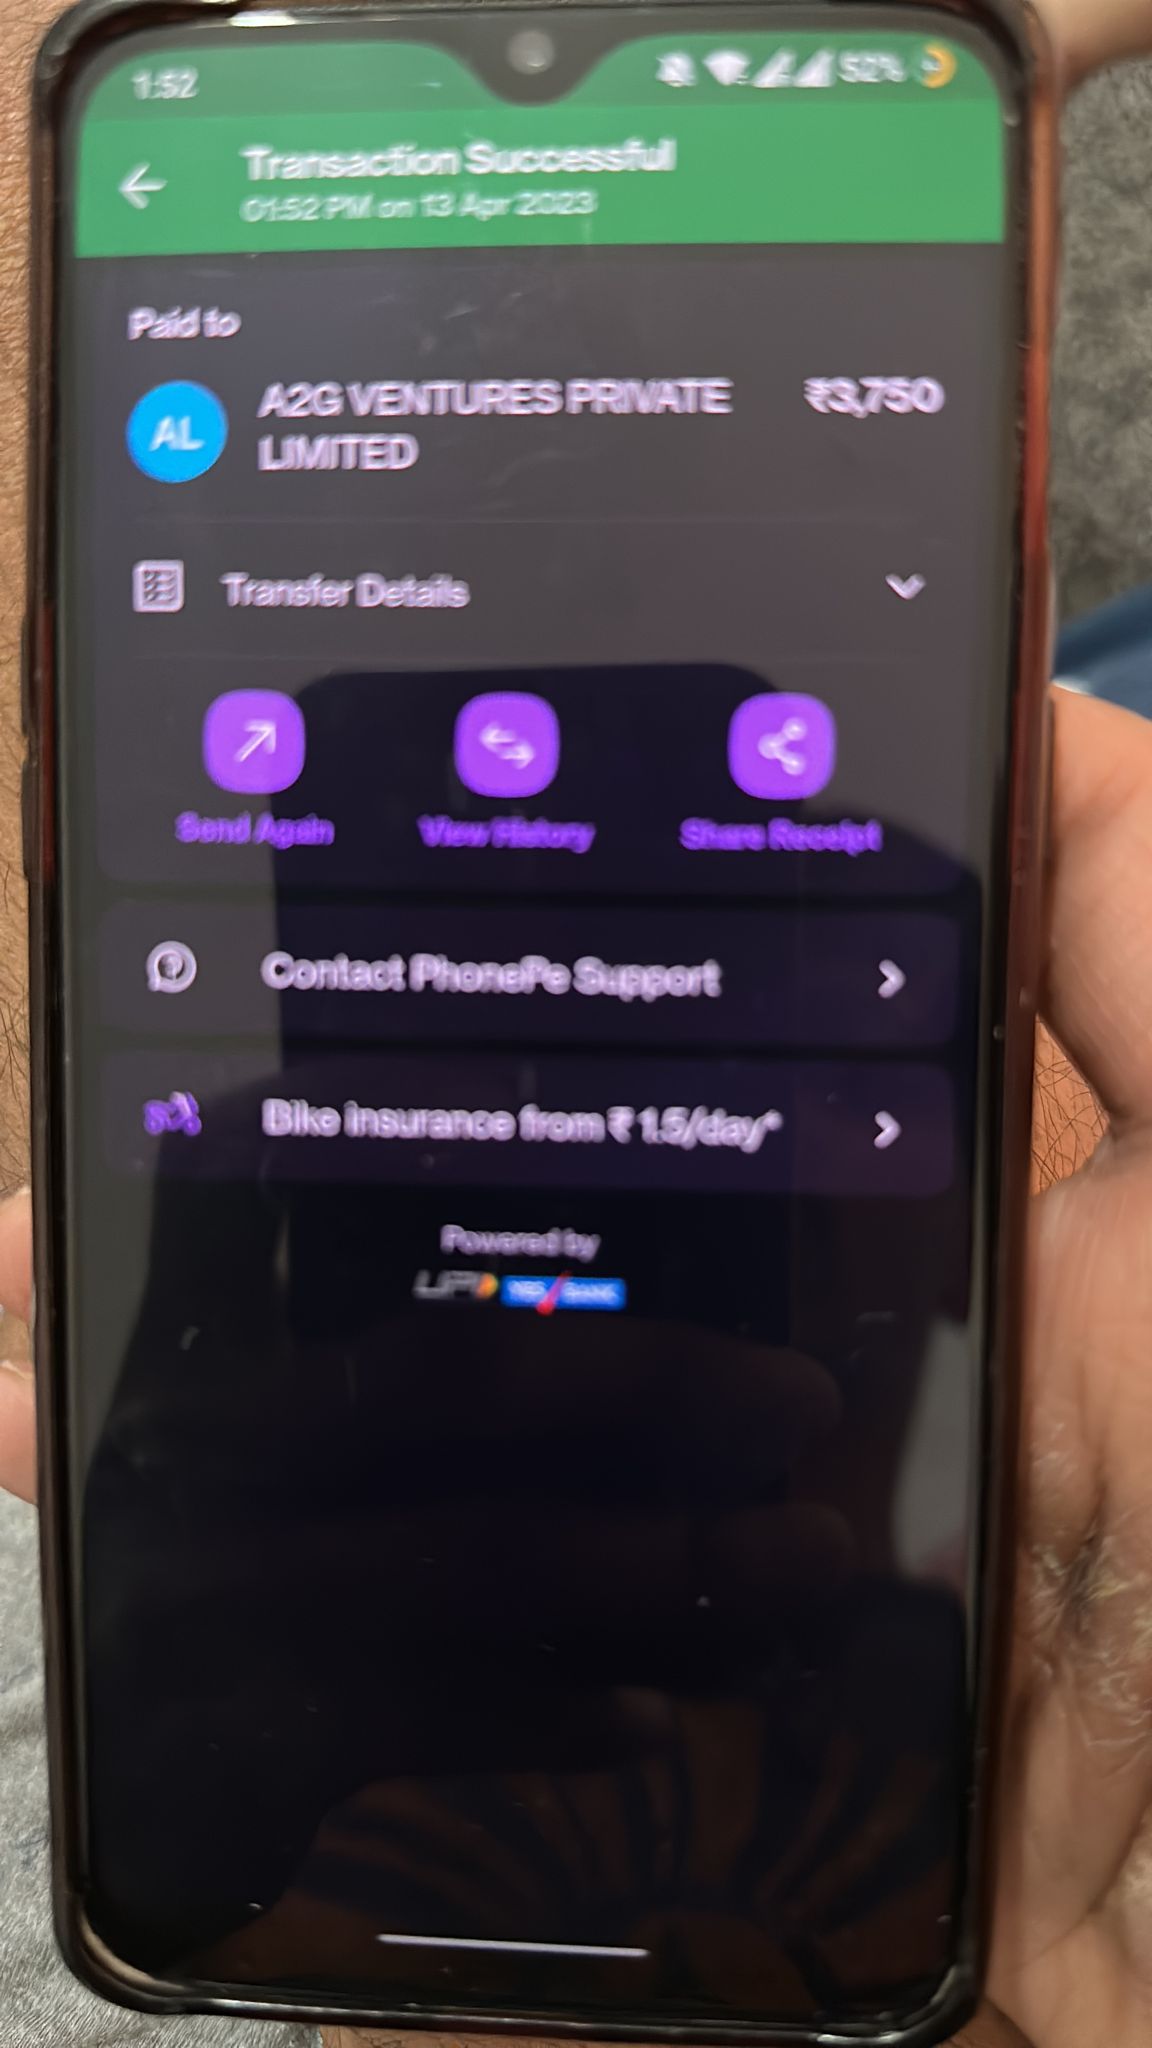 1:52
52%
Transaction Successful
01:52 PM on 13 Apr 2023
Paid to
AL
A2G VENTURES PRIVATE
₹3,750
LIMITED
Transfer Details
Send Again
View History
Share Receipt
Contact PhonePe Support
Bike insurance from ₹ 1.5/day*
Powered by
UPI
YES BANK